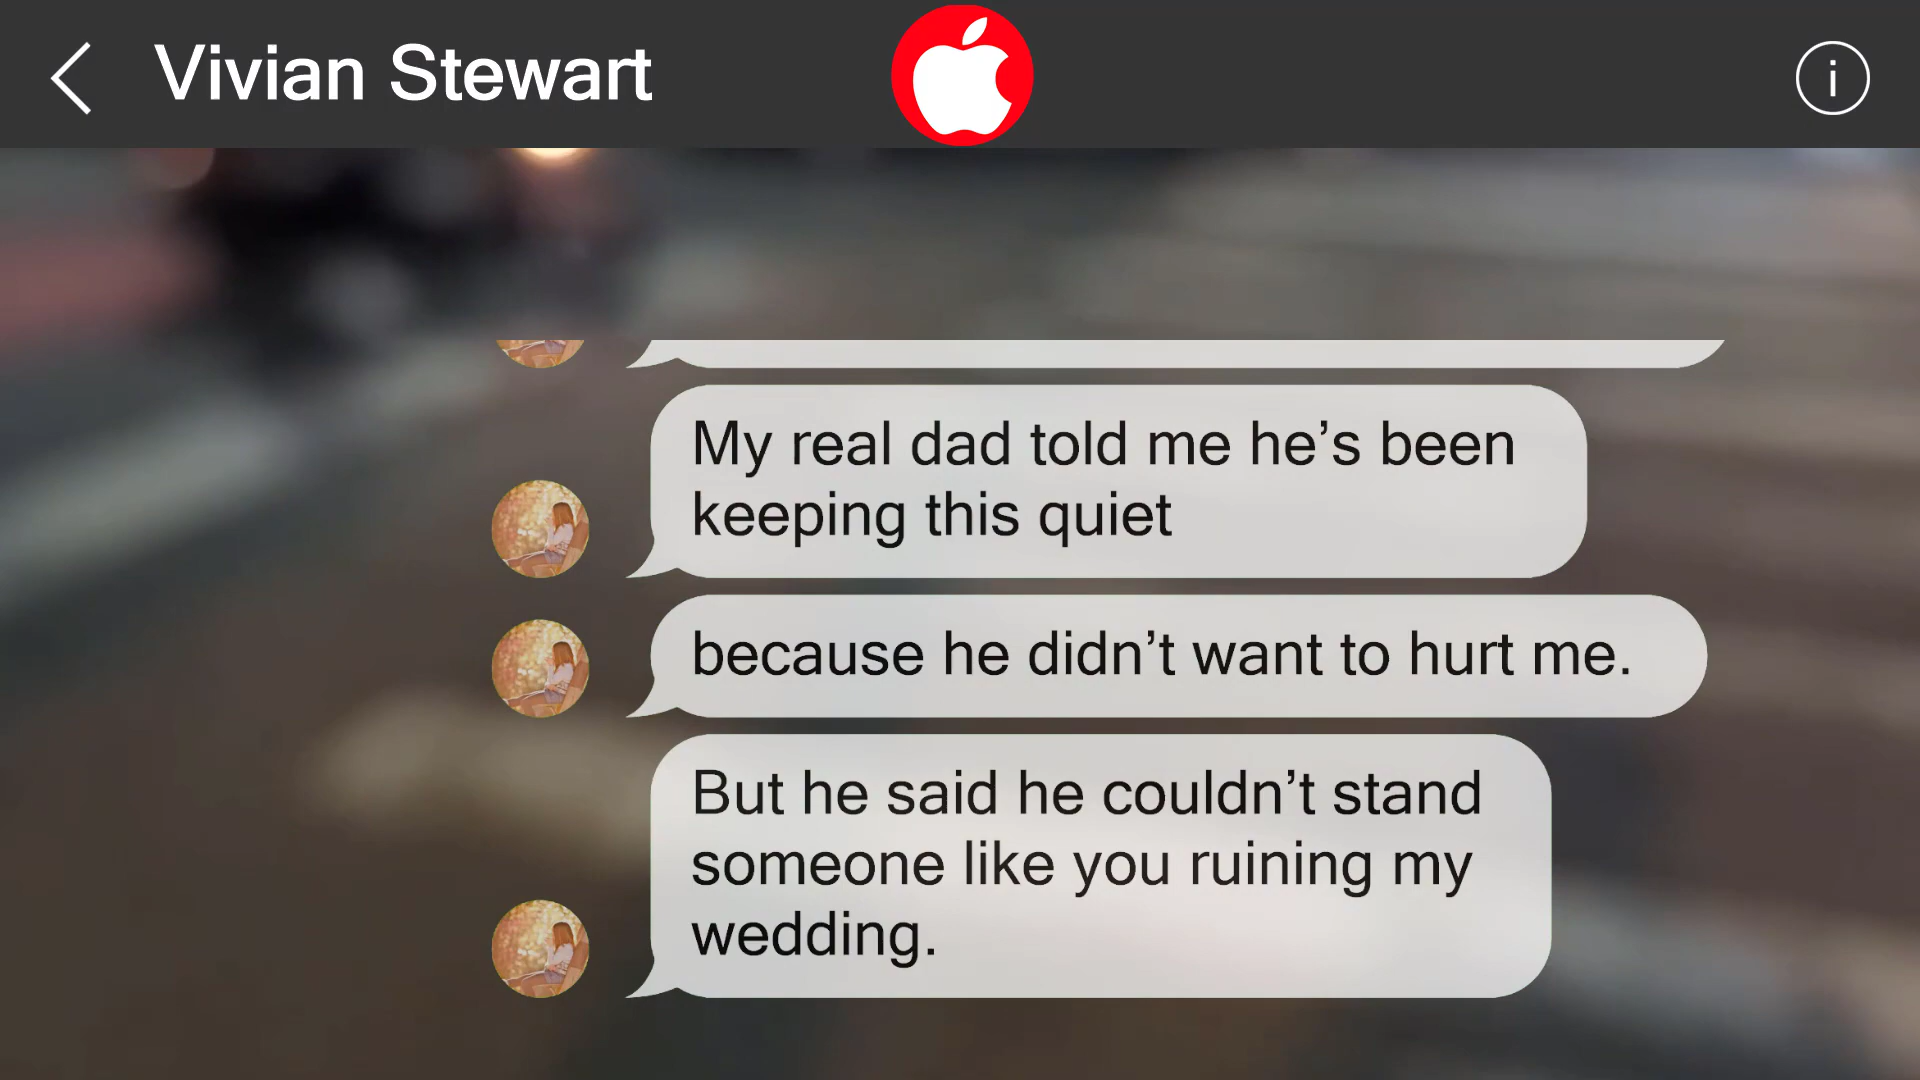 Vivian Stewart
My real dad told me he’s been
keeping this quiet
because he didn’t want to hurt me.
But he said he couldn’t stand
someone like you ruining my
wedding.